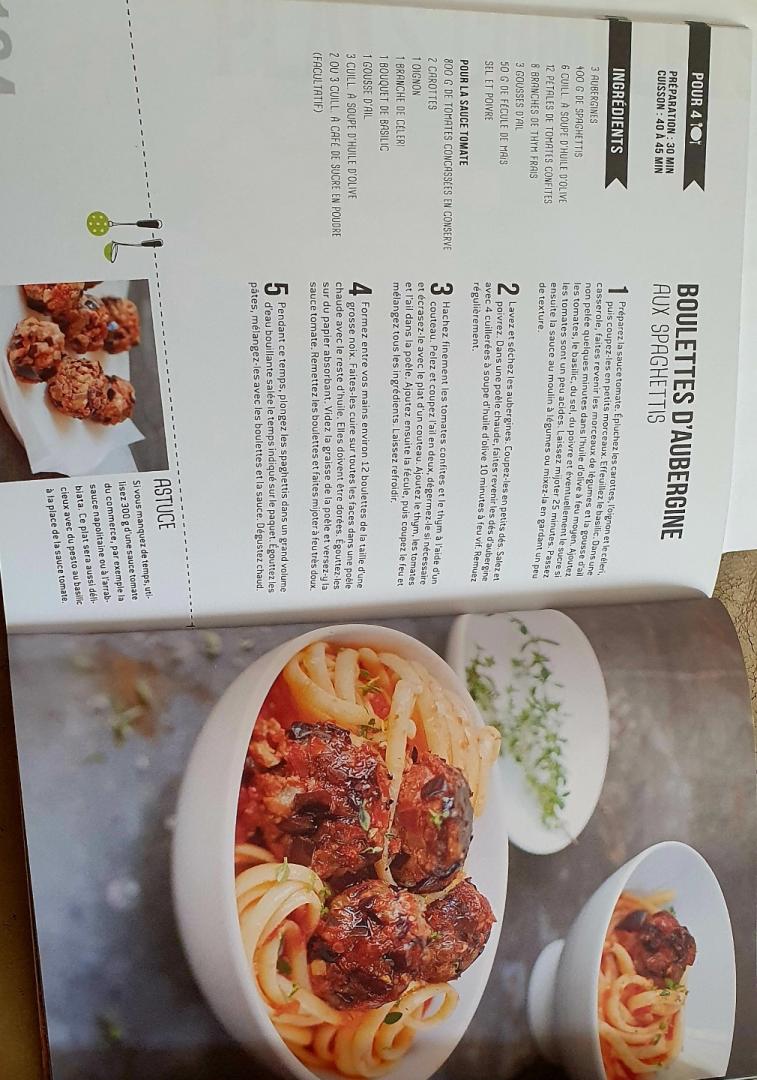 POUR 4
PRÉPARATION : 30 MIN
CUISSON : 40 À 45 MIN
INGRÉDIENTS
3 AUBERGINES
400 G DE SPAGHETTIS
6 CUILL. À SOUPE D'HUILE D'OLIVE
12 PÉTALES DE TOMATES CONFITES
8 BRANCHES DE THYM FRAIS
3 GOUSSES D'AIL
50 G DE FÉCULE DE MAÏS
SEL ET POIVRE
POUR LA SAUCE TOMATE
800 G DE TOMATES CONCASSÉES EN CONSERVE
2 CAROTTES
1 OIGNON
1 BRANCHE DE CÉLERI
1 BOUQUET DE BASILIC
1 GOUSSE D'AIL
3 CUILL. À SOUPE D'HUILE D'OLIVE
2 OU 3 CUILL. À CAFÉ DE SUCRE EN POUDRE
(FACULTATIF)
BOULETTES D'AUBERGINE
AUX SPAGHETTIS
1 Préparez la sauce tomate. Épluchez les carottes, l'oignon et le céleri,
puis coupez-les en petits morceaux. Effeuillez le basilic. Dans une
casserole, faites revenir les morceaux de légumes et la gousse d'ail
non pelée quelques minutes dans l'huile d'olive à feu moyen. Ajoutez
les tomates, le basilic, du sel, du poivre et éventuellement le sucre si
les tomates sont un peu acides. Laissez mijoter 25 minutes. Passez
ensuite la sauce au moulin à légumes ou mixez-la en gardant un peu
de texture.
2 Lavez et séchez les aubergines. Coupez-les en petits dés. Salez et
poivrez. Dans une poêle chaude, faites revenir les dés d'aubergine
avec 4 cuillerées à soupe d'huile d'olive 10 minutes à feu vif. Remuez
régulièrement.
3 Hachez finement les tomates confites et le thym à l'aide d'un
couteau. Pelez et coupez l'ail en deux, dégermez-le si nécessaire
et écrasez-le avec le plat d'un couteau. Ajoutez le thym, les tomates
et l'ail dans la poêle. Ajoutez ensuite la fécule, puis coupez le feu et
mélangez tous les ingrédients. Laissez refroidir.
4 Formez entre vos mains environ 12 boulettes de la taille d'une
grosse noix. Faites-les cuire sur toutes les faces dans une poêle
chaude avec le reste d'huile. Elles doivent être dorées. Égouttez-les
sur du papier absorbant. Videz la graisse de la poêle et versez-y la
sauce tomate. Remettez les boulettes et faites mijoter à feu très doux.
5 Pendant ce temps, plongez les spaghettis dans un grand volume
d'eau bouillante salée le temps indiqué sur le paquet. Égouttez les
pâtes, mélangez-les avec les boulettes et la sauce. Dégustez chaud.
ASTUCE
Si vous manquez de temps, uti-
lisez 300 g d'une sauce tomate
du commerce, par exemple la
sauce napolitaine ou à l'arrab-
biata. Ce plat sera aussi déli-
cieux avec du pesto au basilic
à la place de la sauce tomate.